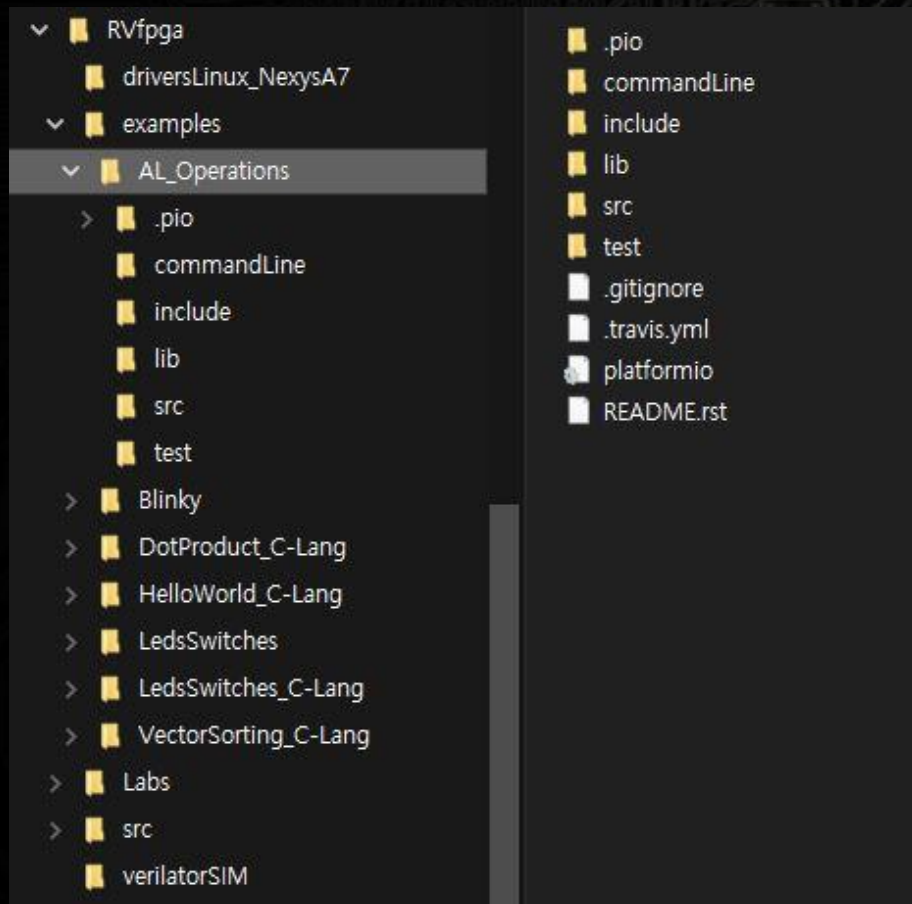 RVfpga
driversLinux_NexysA7
examples
AL_Operations
.pio
commandLine
include
lib
src
test
Blinky
DotProduct_C-Lang
HelloWorld_C-Lang
LedsSwitches
LedsSwitches_C-Lang
VectorSorting_C-Lang
Labs
src
verilatorSIM
.pio
commandLine
include
lib
src
test
.gitignore
.travis.yml
platformio
README.rst